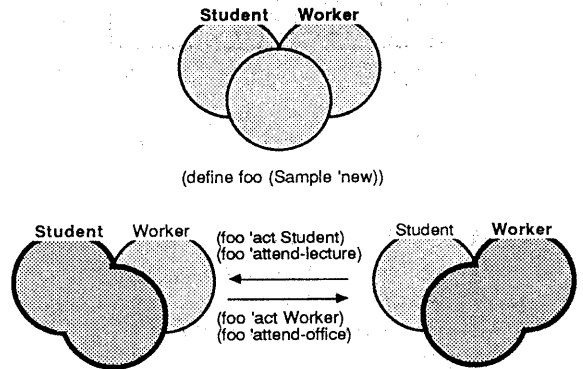 Student Worker
(define foo (Sample 'new))
Student Worker
(foo 'act Student)
(foo 'attend-lecture)
(foo 'act Worker)
(foo 'attend-office)
Student Worker